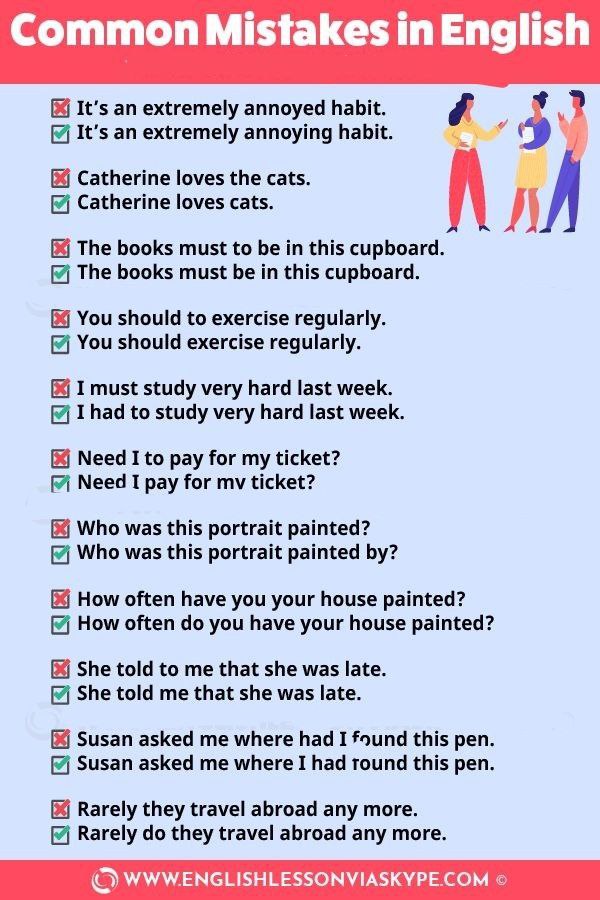 Common Mistakes in English
It's an extremely annoyed habit.
It's an extremely annoying habit.
Catherine loves the cats.
Catherine loves cats.
The books must to be in this cupboard.
The books must be in this cupboard.
You should to exercise regularly.
You should exercise regularly.
I must study very hard last week.
I had to study very hard last week.
Need I to pay for my ticket?
Need I pay for my ticket?
Who was this portrait painted?
Who was this portrait painted by?
How often have you your house painted?
How often do you have your house painted?
She told to me that she was late.
She told me that she was late.
Susan asked me where had I found this pen.
Susan asked me where I had found this pen.
Rarely they travel abroad any more.
Rarely do they travel abroad any more.
WWW.ENGLISHLESSONVIASKYPE.COM ©